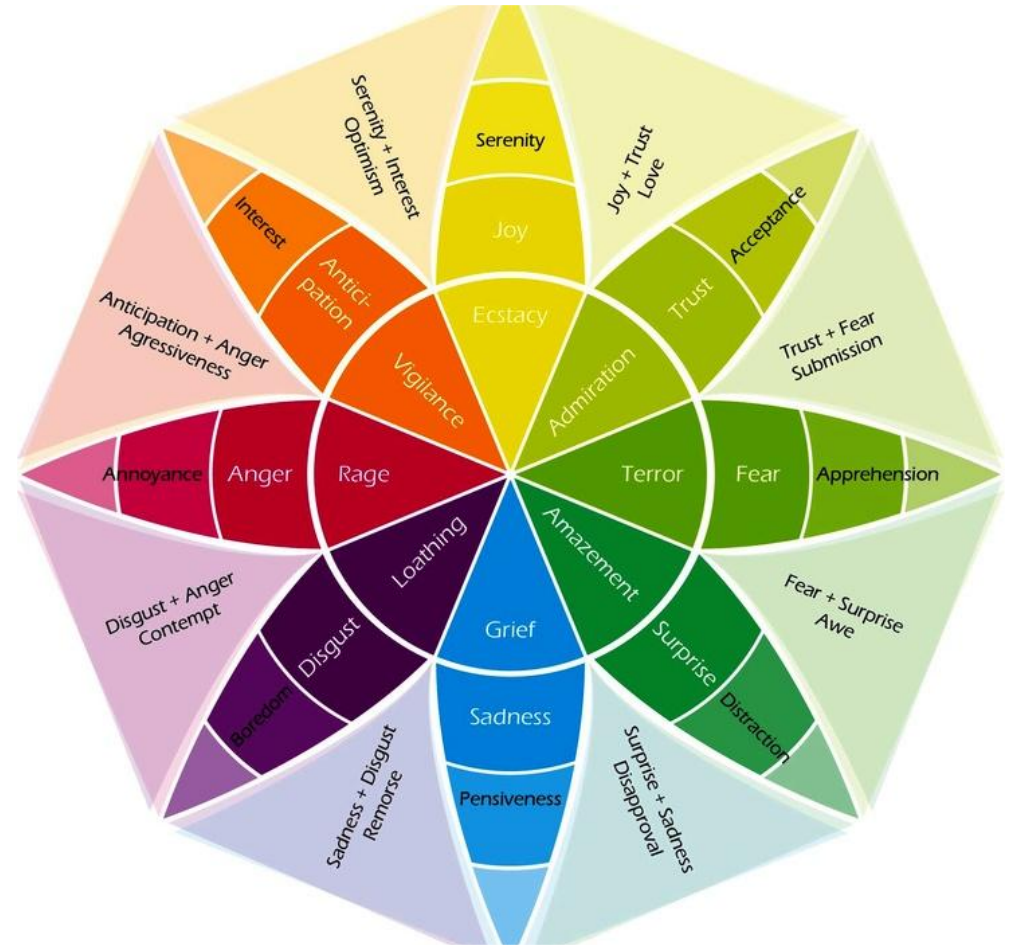 Serenity + Interest
Optimism
Serenity
Joy
Ecstacy
Joy + Trust
Love
Acceptance
Trust
Admiration
Trust + Fear
Submission
Terror
Fear
Apprehension
Fear + Surprise
Awe
Amazement
Surprise
Distraction
Surprise + Sadness
Disapproval
Grief
Sadness
Pensiveness
Sadness + Disgust
Remorse
Loathing
Disgust
Boredom
Disgust + Anger
Contempt
Annoyance
Anger
Rage
Anticipation + Anger
Agressiveness
Interest
Antici-
pation
Vigilance